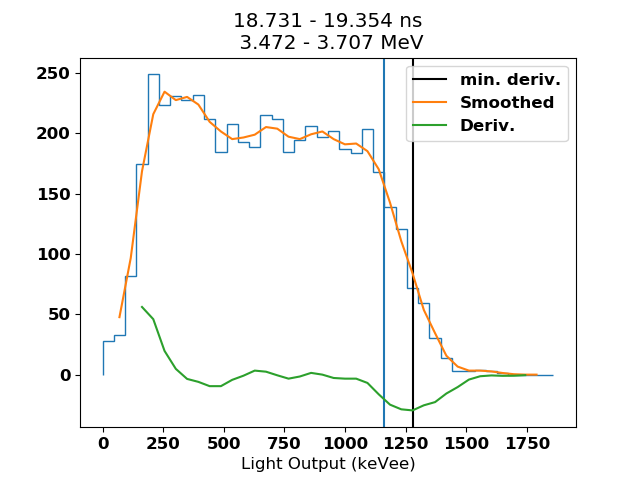 18.731 - 19.354 ns
3.472 - 3.707 MeV
min. deriv.
Smoothed
Deriv.
250
200
150
100
50
0
0 250 500 750 1000 1250 1500 1750
Light Output (keVee)